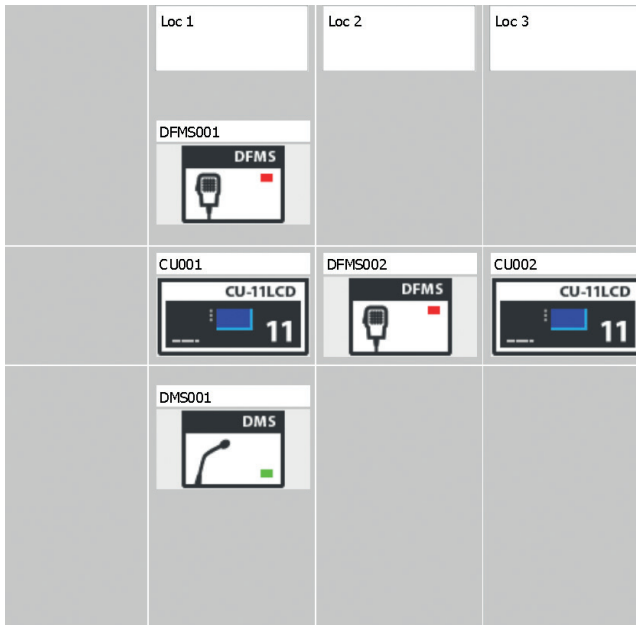 Loc 1
Loc 2
Loc 3
DFMS001
DFMS
CU001
DFMS002
CU002
CU-11LCD
DFMS
CU-11LCD
11
11
DMS001
DMS